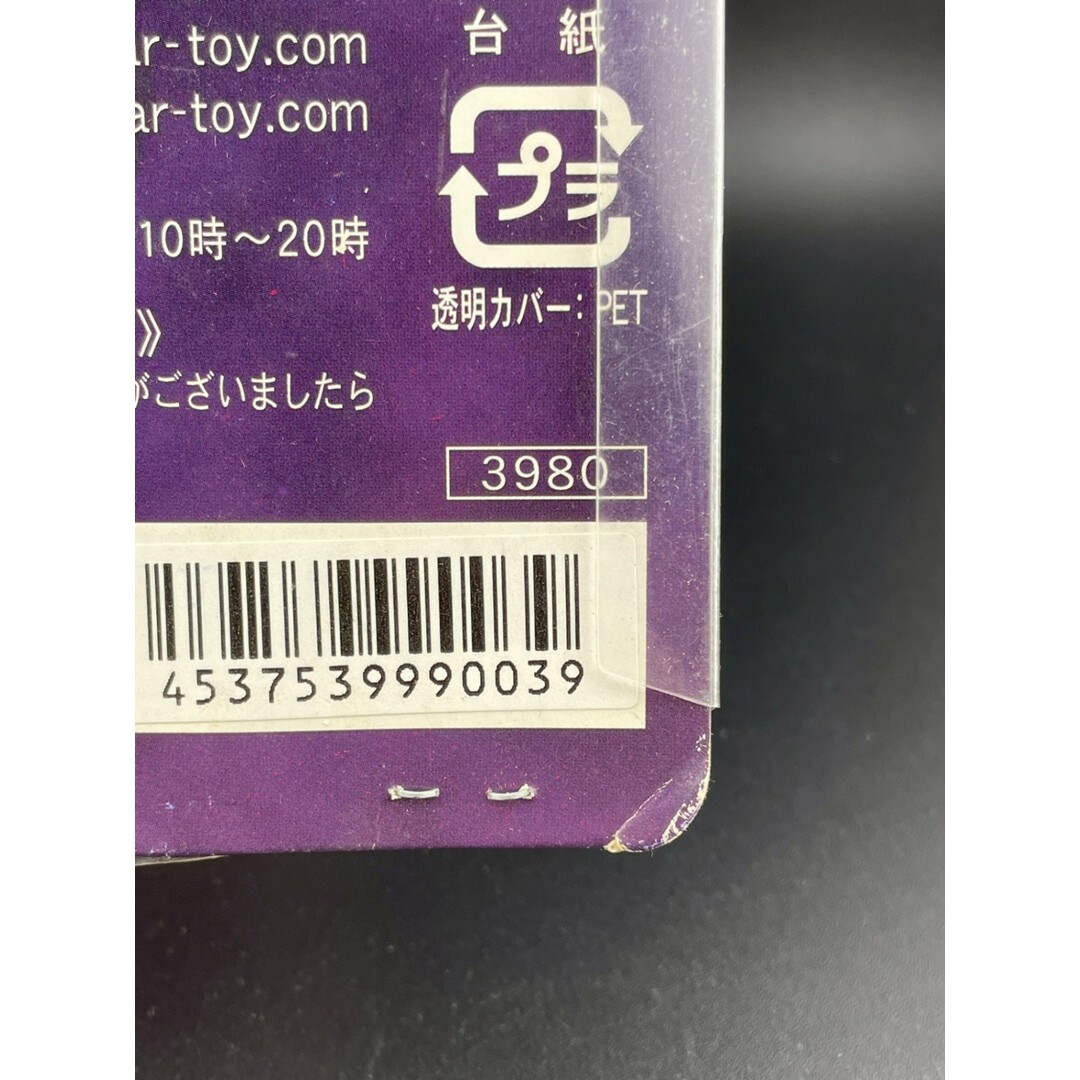 ar-toy.com
ar-toy.com
10時～20時
》
がございましたら
台紙
プラ
透明カバー：PET
3980
4537539990039